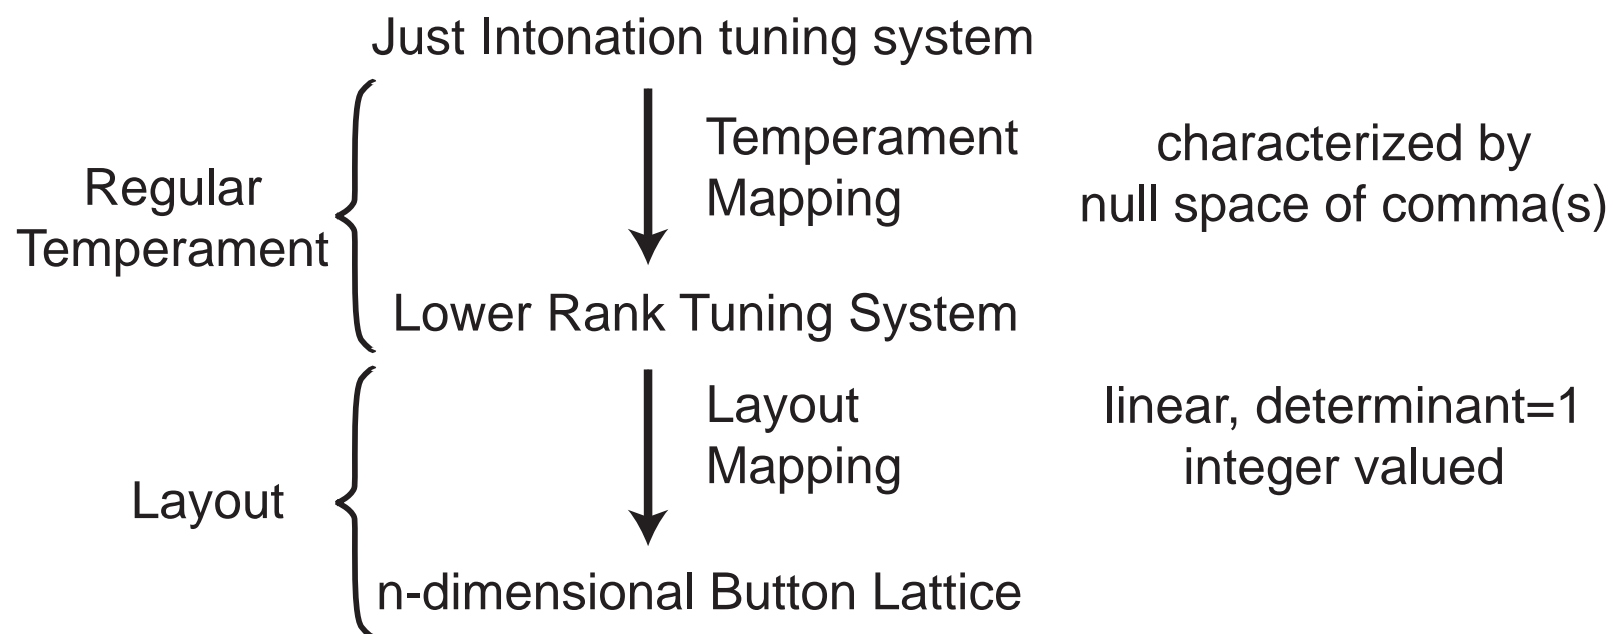 Just Intonation tuning system
Regular
Temperament
Temperament
Mapping
characterized by
null space of comma(s)
Lower Rank Tuning System
Layout
Layout
Mapping
linear, determinant=1
integer valued
n-dimensional Button Lattice